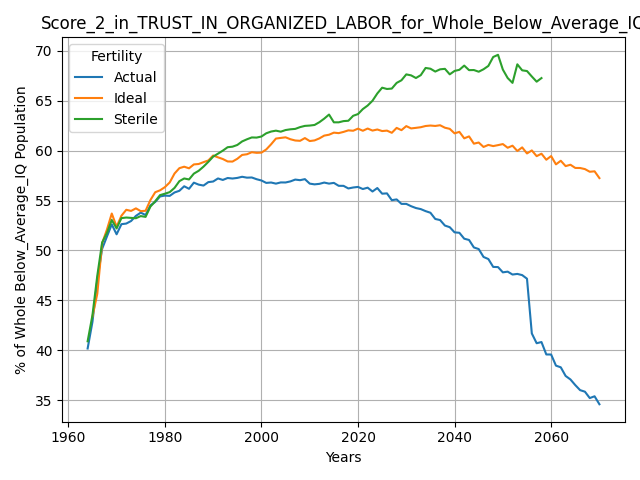 Score_2_in_TRUST_IN_ORGANIZED_LABOR_for_Whole_Below_Average_IQ
Fertility
Actual
Ideal
Sterile
% of Whole Below_Average_IQ Population
70
65
60
55
50
45
40
35
1960
1980
2000
2020
2040
2060
Years